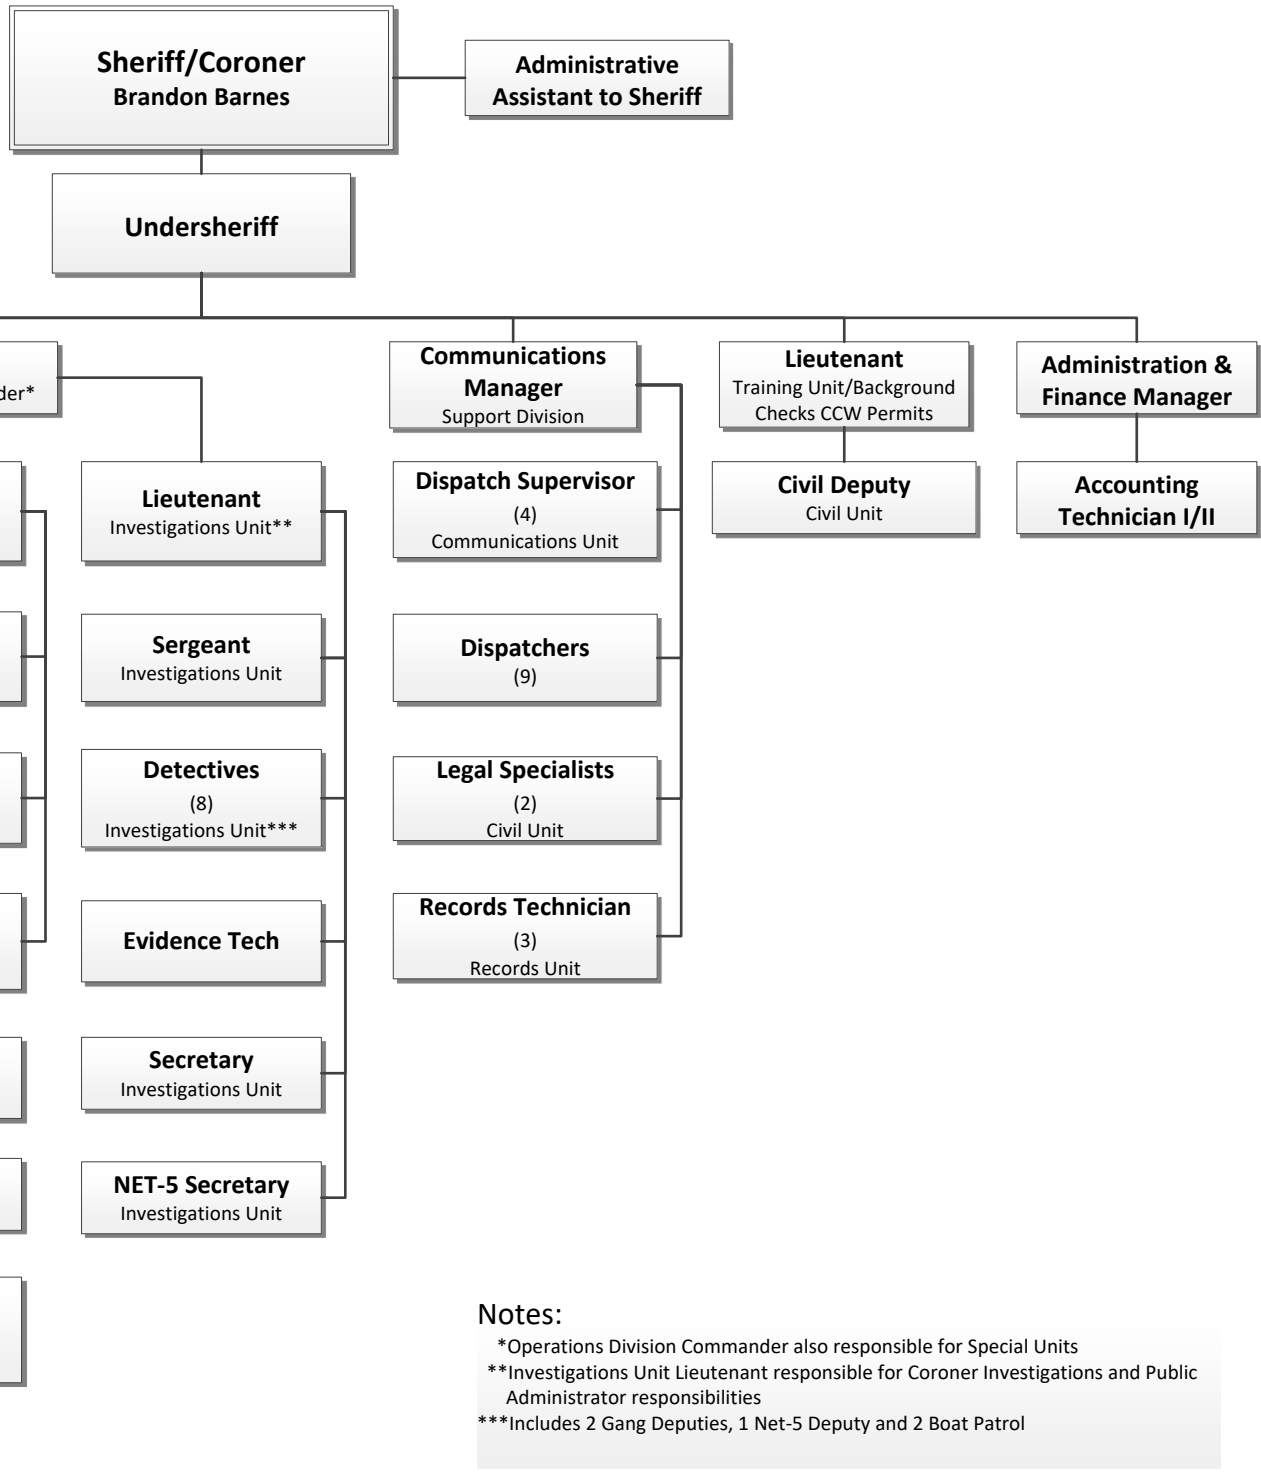 Sheriff/Coroner
Brandon Barnes
Administrative
Assistant to Sheriff
Undersheriff
der*
Communications
Manager
Support Division
Lieutenant
Training Unit/Background
Checks CCW Permits
Administration &
Finance Manager
Lieutenant
Investigations Unit**
Dispatch Supervisor
(4)
Communications Unit
Civil Deputy
Civil Unit
Accounting
Technician I/II
Sergeant
Investigations Unit
Dispatchers
(9)
Detectives
(8)
Investigations Unit***
Legal Specialists
(2)
Civil Unit
Evidence Tech
Records Technician
(3)
Records Unit
Secretary
Investigations Unit
NET-5 Secretary
Investigations Unit
Notes:
*Operations Division Commander also responsible for Special Units
**Investigations Unit Lieutenant responsible for Coroner Investigations and Public
Administrator responsibilities
***Includes 2 Gang Deputies, 1 Net-5 Deputy and 2 Boat Patrol